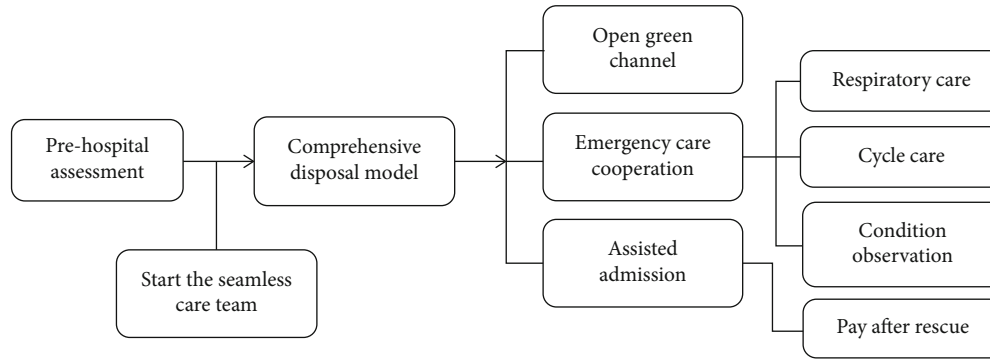 Pre-hospital
assessment
Start the seamless
care team
Comprehensive
disposal model
Open green
channel
Emergency care
cooperation
Assisted
admission
Respiratory care
Cycle care
Condition
observation
Pay after rescue